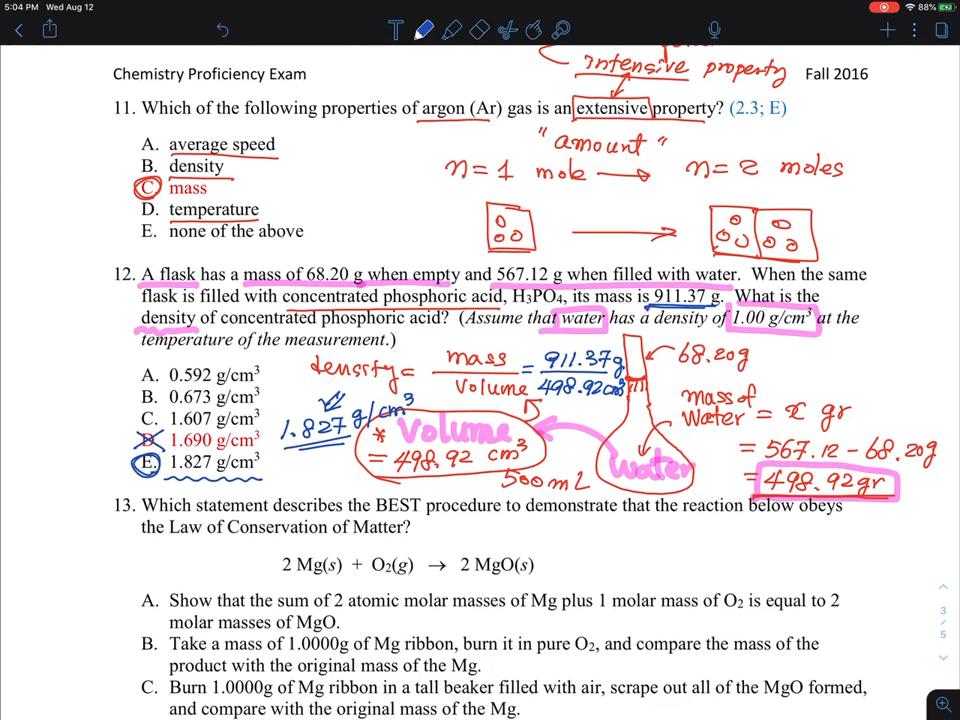 5:04 PM Wed Aug 12
88%
intensive property
Chemistry Proficiency Exam
Fall 2016
11. Which of the following properties of argon (Ar) gas is an extensive property? (2.3; E)
"amount"
A. average speed
B. density
C. mass
D. temperature
E. none of the above
n = 1 mole → n = 2 moles
12. A flask has a mass of 68.20 g when empty and 567.12 g when filled with water. When the same
flask is filled with concentrated phosphoric acid, H₃PO₄, its mass is 911.37 g. What is the
density of concentrated phosphoric acid? (Assume that water has a density of 1.00 g/cm³ at the
temperature of the measurement.)
density = mass / volume = 911.37g / 498.92 cm³
68.20g
A. 0.592 g/cm³
B. 0.673 g/cm³
C. 1.607 g/cm³
D. 1.690 g/cm³
E. 1.827 g/cm³
1.827 g/cm³
* Volume
= 498.92 cm³
500 mL
water
mass of
water = x gr
= 567.12 - 68.20g
= 498.92gr
13. Which statement describes the BEST procedure to demonstrate that the reaction below obeys
the Law of Conservation of Matter?
2 Mg(s) + O₂(g) → 2 MgO(s)
A. Show that the sum of 2 atomic molar masses of Mg plus 1 molar mass of O₂ is equal to 2
molar masses of MgO.
B. Take a mass of 1.0000g of Mg ribbon, burn it in pure O₂, and compare the mass of the
product with the original mass of the Mg.
C. Burn 1.0000g of Mg ribbon in a tall beaker filled with air, scrape out all of the MgO formed,
and compare with the original mass of the Mg.
3
/
5